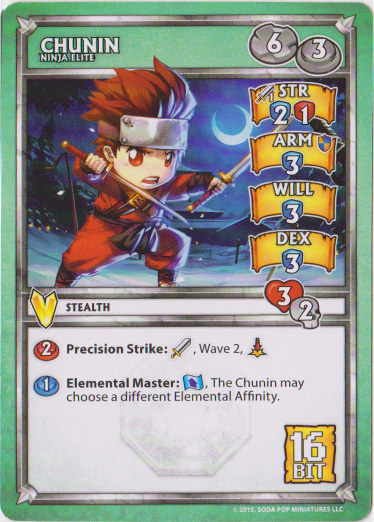 CHUNIN
NINJA ELITE
6 3
STR
2 1
ARM
3
WILL
3
DEX
3
3
2
STEALTH
2 Precision Strike: , Wave 2,
1 Elemental Master: , The Chunin may
choose a different Elemental Affinity.
16
BIT
© 2015, SODA POP MINIATURES LLC